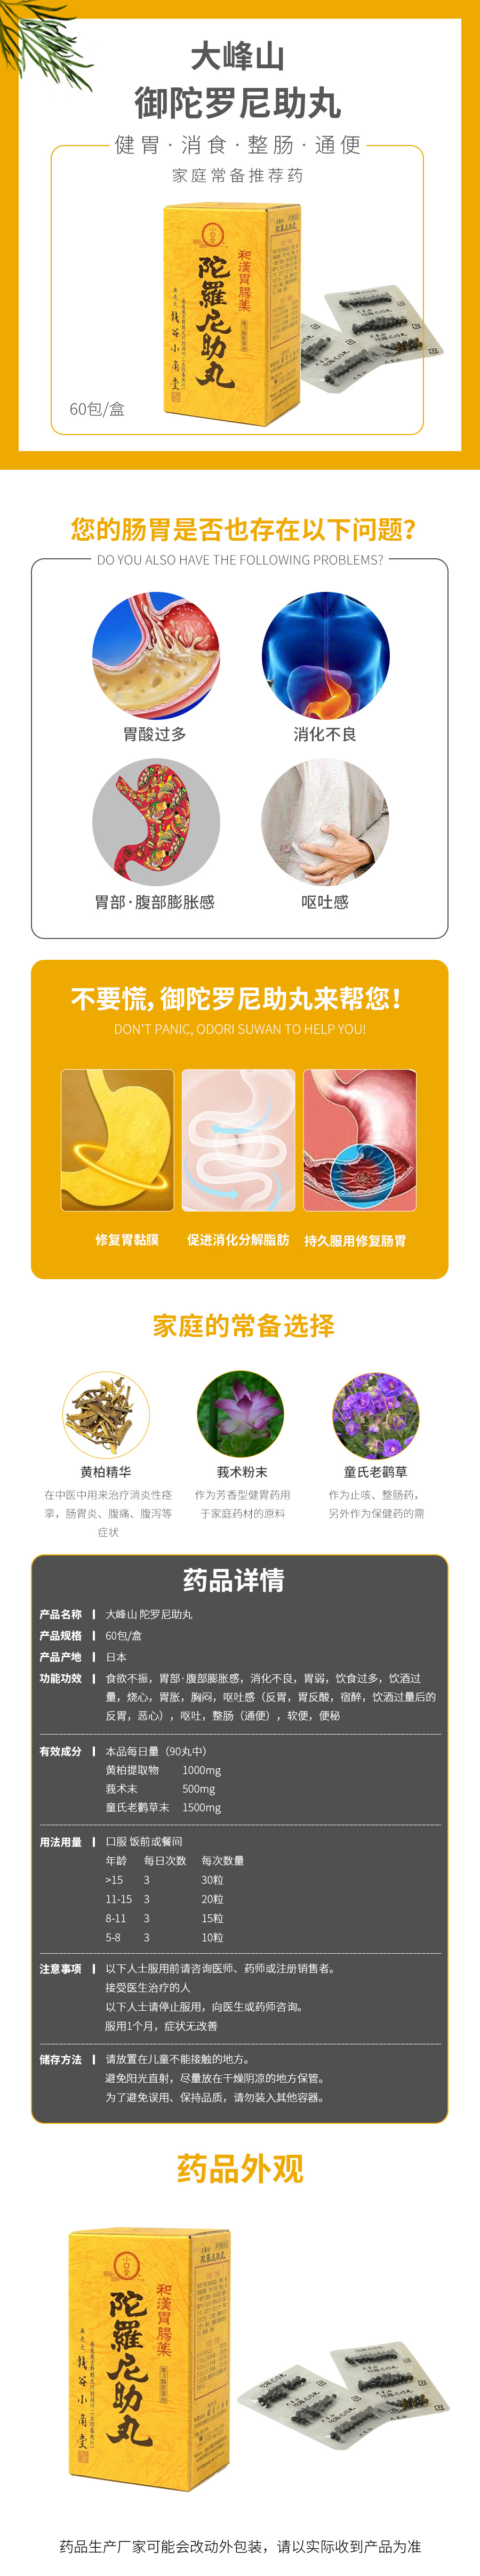 大峰山
御陀罗尼助丸
健胃·消食·整肠·通便
家庭常备推荐药
和漢胃腸薬
陀羅尼助丸
銭谷小角堂
60包/盒
您的肠胃是否也存在以下问题？
DO YOU ALSO HAVE THE FOLLOWING PROBLEMS?
胃酸过多
消化不良
胃部·腹部膨胀感
呕吐感
不要慌，御陀罗尼助丸来帮您！
DON'T PANIC, ODORI SUWAN TO HELP YOU!
修复胃黏膜
促进消化分解脂肪
持久服用修复肠胃
家庭的常备选择
黄柏精华
在中医中用来治疗消炎性痉
挛，肠胃炎、腹痛、腹泻等
症状
莪术粉末
作为芳香型健胃药用
于家庭药材的原料
童氏老鹳草
作为止咳、整肠药，
另外作为保健药的需
药品详情
产品名称 大峰山 陀罗尼助丸
产品规格 60包/盒
产品产地 日本
功能功效 食欲不振，胃部·腹部膨胀感，消化不良，胃弱，饮食过多，饮酒过
量，烧心，胃胀，胸闷，呕吐感（反胃，胃反酸，宿醉，饮酒过量后的
反胃，恶心），呕吐，整肠（通便），软便，便秘
有效成分 本品每日量（90丸中）
黄柏提取物 1000mg
莪术末 500mg
童氏老鹳草末 1500mg
用法用量 口服 饭前或餐间
年龄 每日次数 每次数量
>15 3 30粒
11-15 3 20粒
8-11 3 15粒
5-8 3 10粒
注意事项 以下人士服用前请咨询医师、药师或注册销售者。
接受医生治疗的人
以下人士请停止服用，向医生或药师咨询。
服用1个月，症状无改善
储存方法 请放置在儿童不能接触的地方。
避免阳光直射，尽量放在干燥阴凉的地方保管。
为了避免误用、保持品质，请勿装入其他容器。
药品外观
和漢胃腸薬
陀羅尼助丸
銭谷小角堂
药品生产厂家可能会改动外包装，请以实际收到产品为准